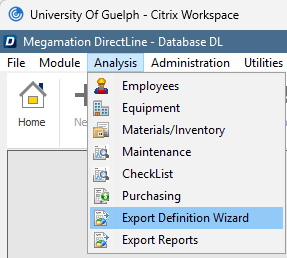 University Of Guelph - Citrix Workspace
Megamation DirectLine - Database DL
File Module Analysis Administration Utilities
Employees
Equipment
Home
Materials/Inventory
Maintenance
CheckList
Purchasing
Export Definition Wizard
Export Reports